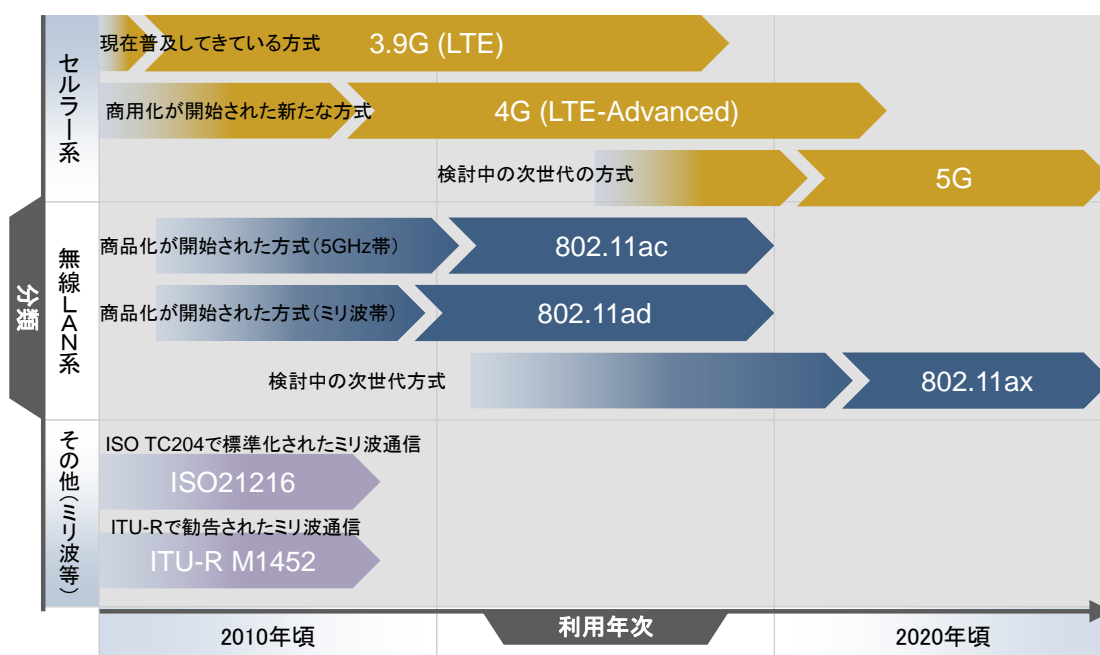 分類
セルラー系
現在普及してきている方式
3.9G (LTE)
商用化が開始された新たな方式
4G (LTE-Advanced)
検討中の次世代の方式
5G
無線LAN系
商品化が開始された方式(5GHz帯)
802.11ac
商品化が開始された方式(ミリ波帯)
802.11ad
検討中の次世代方式
802.11ax
その他(ミリ波等)
ISO TC204で標準化されたミリ波通信
ISO21216
ITU-Rで勧告されたミリ波通信
ITU-R M1452
2010年頃
利用年次
2020年頃